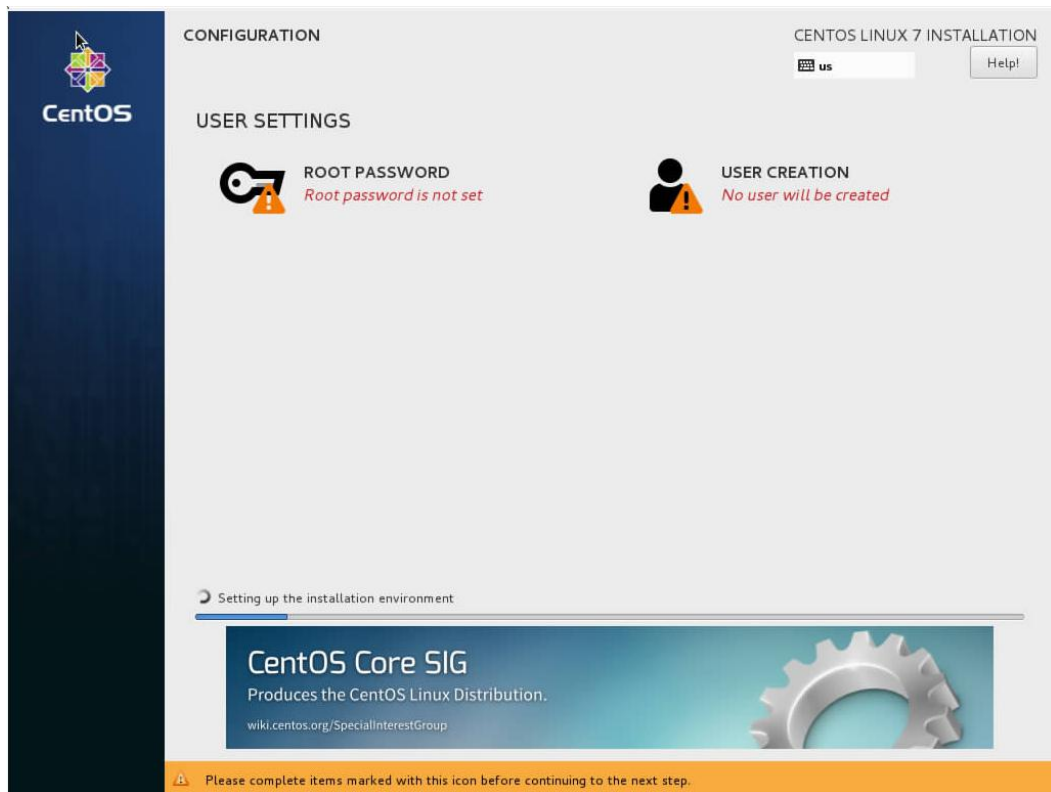 CONFIGURATION
CENTOS LINUX 7 INSTALLATION
us
Help!
CentOS
USER SETTINGS
ROOT PASSWORD
Root password is not set
USER CREATION
No user will be created
Setting up the installation environment
CentOS Core SIG
Produces the CentOS Linux Distribution.
wiki.centos.org/SpecialInterestGroup
Please complete items marked with this icon before continuing to the next step.